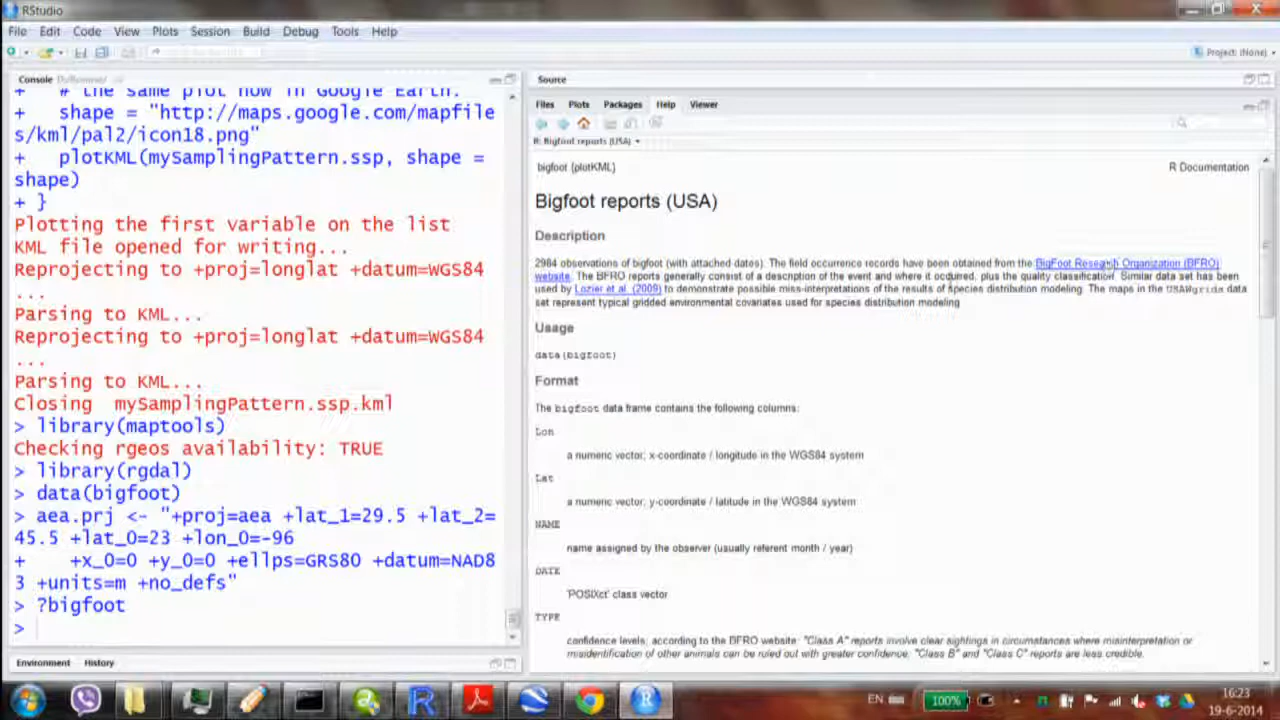 RStudio
File Edit Code View Plots Session Build Debug Tools Help
Project: (None)
Console
+ # the same plot now in Google Earth.
+ shape = "http://maps.google.com/mapfile
s/kml/pal2/icon18.png"
+ plotKML(mySamplingPattern.ssp, shape =
shape)
+ }
Plotting the first variable on the list
KML file opened for writing...
Reprojecting to +proj=longlat +datum=WGS84
...
Parsing to KML...
Reprojecting to +proj=longlat +datum=WGS84
...
Parsing to KML...
Closing mySamplingPattern.ssp.kml
> library(maptools)
Checking rgeos availability: TRUE
> library(rgdal)
> data(bigfoot)
> aea.prj <- "+proj=aea +lat_1=29.5 +lat_2=
45.5 +lat_0=23 +lon_0=-96
+ +x_0=0 +y_0=0 +ellps=GRS80 +datum=NAD8
3 +units=m +no_defs"
> ?bigfoot
>
Environment History
Source
Files Plots Packages Help Viewer
R: Bigfoot reports (USA)
bigfoot {plotKML} R Documentation
Bigfoot reports (USA)
Description
2984 observations of bigfoot (with attached dates). The field occurrence records have been obtained from the BigFoot Research Organization (BFRO)
website. The BFRO reports generally consist of a description of the event and where it occurred, plus the quality classification. Similar data set has been
used by Lozier et al. (2009) to demonstrate possible miss-interpretations of the results of species distribution modeling. The maps in the USAWgrids data
set represent typical gridded environmental covariates used for species distribution modeling
Usage
data(bigfoot)
Format
The bigfoot data frame contains the following columns:
Lon
a numeric vector; x-coordinate / longitude in the WGS84 system
Lat
a numeric vector; y-coordinate / latitude in the WGS84 system
NAME
name assigned by the observer (usually referent month / year)
DATE
'POSIXct' class vector
TYPE
confidence levels; according to the BFRO website: "Class A" reports involve clear sightings in circumstances where misinterpretation or
misidentification of other animals can be ruled out with greater confidence; "Class B" and "Class C" reports are less credible.
EN 100% 16:23
19-6-2014